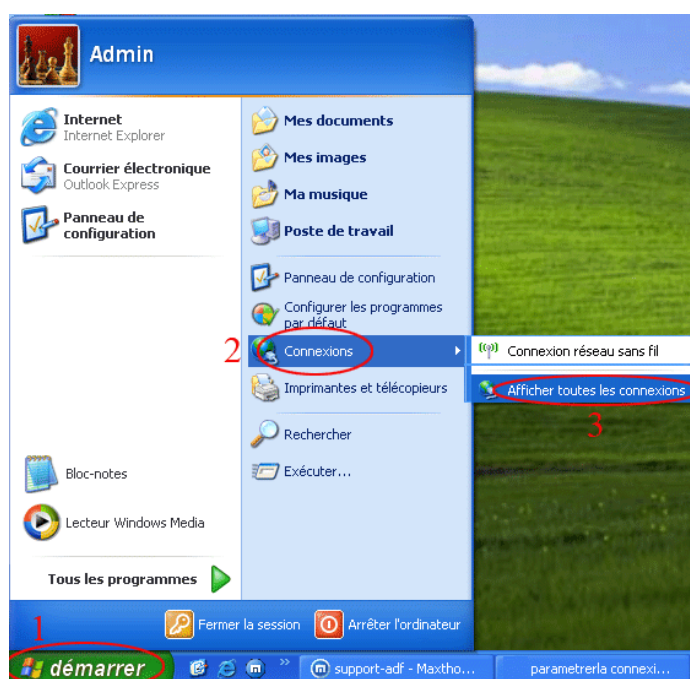 Admin
Internet
Internet Explorer
Courrier électronique
Outlook Express
Panneau de
configuration
Bloc-notes
Lecteur Windows Media
Tous les programmes
Mes documents
Mes images
Ma musique
Poste de travail
Panneau de configuration
Configurer les programmes
par défaut
2
Connexions
Imprimantes et télécopieurs
Rechercher
Exécuter...
Connexion réseau sans fil
Afficher toutes les connexions
3
Fermer la session
Arrêter l'ordinateur
1
démarrer
»
support-adf - Maxtho...
parametrerla connexi...